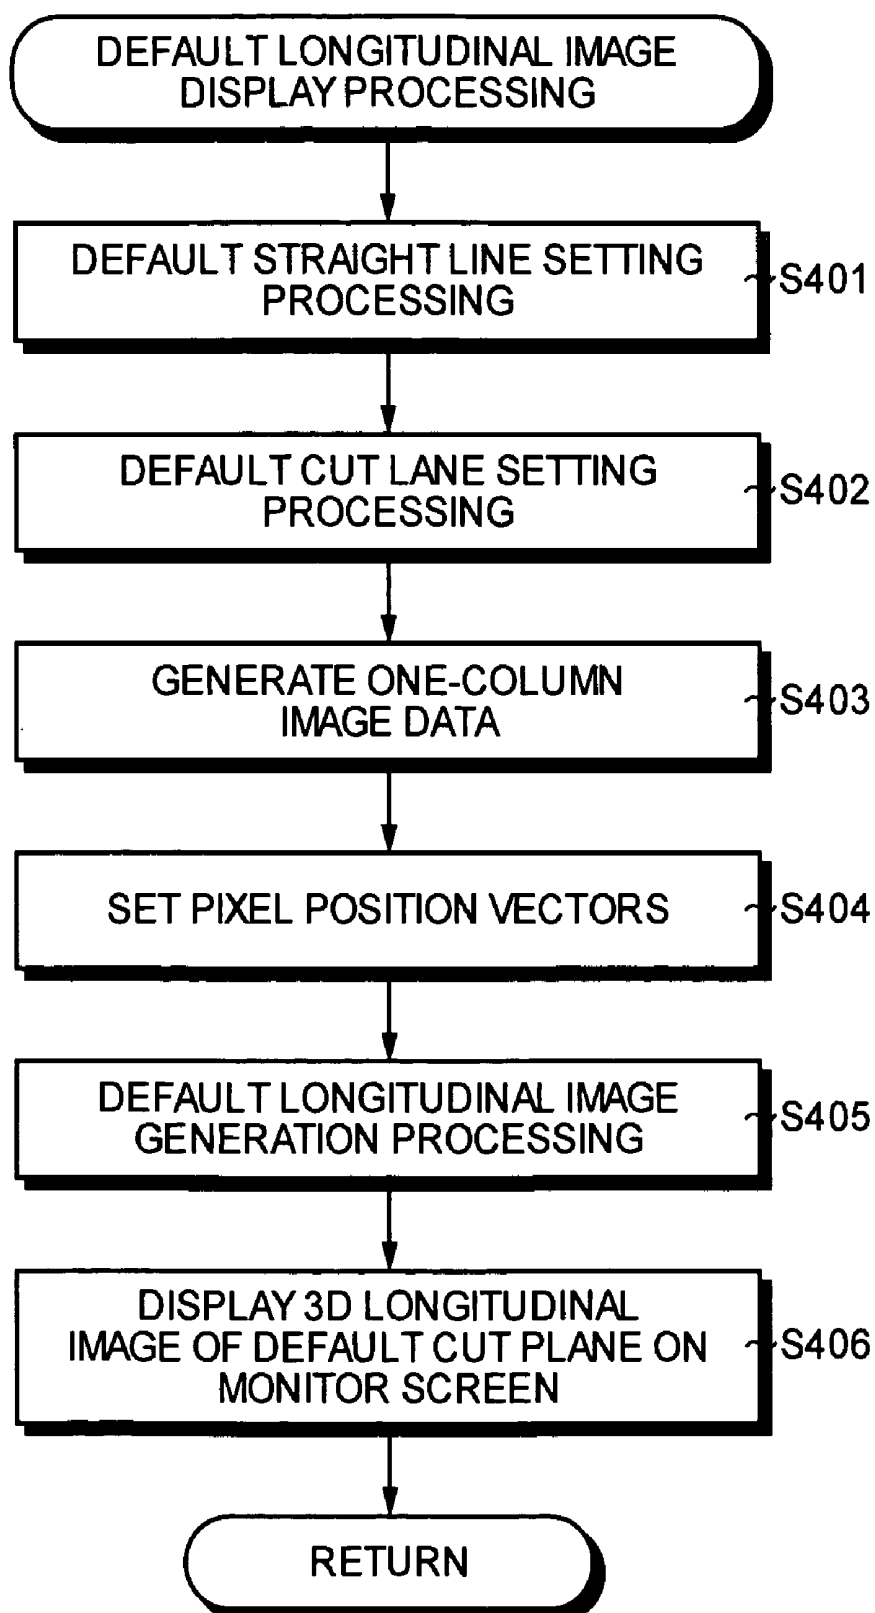 DEFAULT LONGITUDINAL IMAGE
DISPLAY PROCESSING
DEFAULT STRAIGHT LINE SETTING
PROCESSING
S401
DEFAULT CUT LANE SETTING
PROCESSING
S402
GENERATE ONE-COLUMN
IMAGE DATA
S403
SET PIXEL POSITION VECTORS
S404
DEFAULT LONGITUDINAL IMAGE
GENERATION PROCESSING
S405
DISPLAY 3D LONGITUDINAL
IMAGE OF DEFAULT CUT PLANE ON
MONITOR SCREEN
S406
RETURN